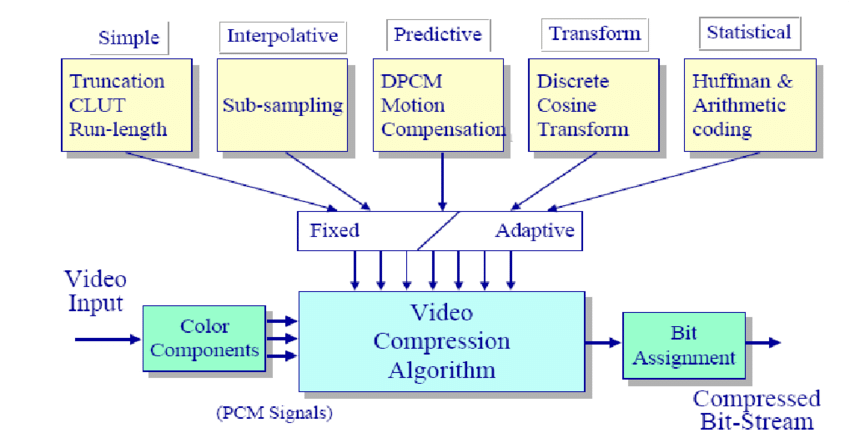 Simple
Interpolative
Predictive
Transform
Statistical
Truncation
CLUT
Run-length
Sub-sampling
DPCM
Motion
Compensation
Discrete
Cosine
Transform
Huffman &
Arithmetic
coding
Fixed
Adaptive
Video
Input
Color
Components
Video
Compression
Algorithm
Bit
Assignment
(PCM Signals)
Compressed
Bit-Stream